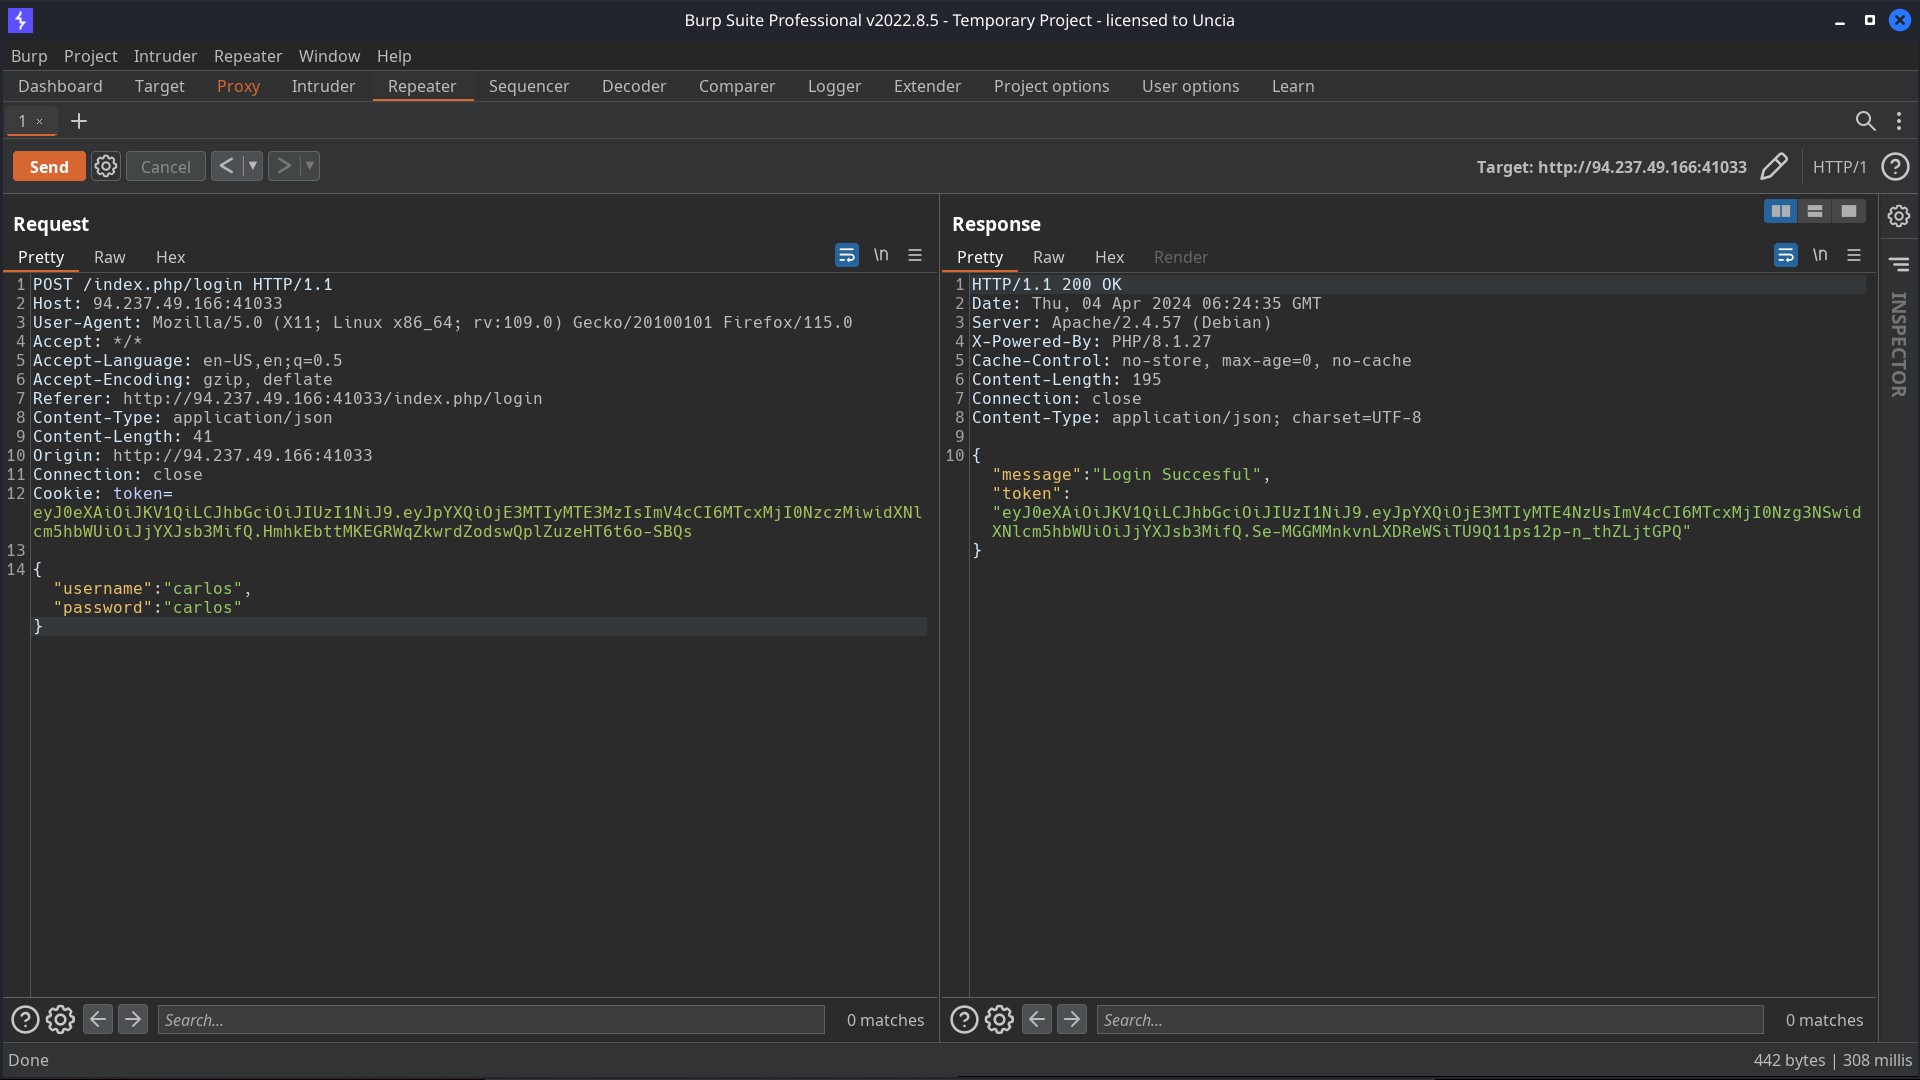 Burp Suite Professional v2022.8.5 - Temporary Project - licensed to Uncia
Burp Project Intruder Repeater Window Help
Dashboard Target Proxy Intruder Repeater Sequencer Decoder Comparer Logger Extender Project options User options Learn
1 × +
Send Cancel < > Target: http://94.237.49.166:41033 HTTP/1 ?
Request
Pretty Raw Hex \n
1 POST /index.php/login HTTP/1.1
2 Host: 94.237.49.166:41033
3 User-Agent: Mozilla/5.0 (X11; Linux x86_64; rv:109.0) Gecko/20100101 Firefox/115.0
4 Accept: */*
5 Accept-Language: en-US,en;q=0.5
6 Accept-Encoding: gzip, deflate
7 Referer: http://94.237.49.166:41033/index.php/login
8 Content-Type: application/json
9 Content-Length: 41
10 Origin: http://94.237.49.166:41033
11 Connection: close
12 Cookie: token=
eyJ0eXAiOiJKV1QiLCJhbGciOiJIUzI1NiJ9.eyJpYXQiOjE3MTIyMTE3MzIsImV4cCI6MTcxMjI0NzczMiwidXNl
cm5hbWUiOiJjYXJsb3MifQ.HmhkEbttMKEGRWqZkwrdZodswQplZuzeHT6t6o-SBQs
13
14 {
"username":"carlos",
"password":"carlos"
}
? Search... 0 matches
Response
Pretty Raw Hex Render \n
1 HTTP/1.1 200 OK
2 Date: Thu, 04 Apr 2024 06:24:35 GMT
3 Server: Apache/2.4.57 (Debian)
4 X-Powered-By: PHP/8.1.27
5 Cache-Control: no-store, max-age=0, no-cache
6 Content-Length: 195
7 Connection: close
8 Content-Type: application/json; charset=UTF-8
9
10 {
"message":"Login Succesful",
"token":
"eyJ0eXAiOiJKV1QiLCJhbGciOiJIUzI1NiJ9.eyJpYXQiOjE3MTIyMTE4NzUsImV4cCI6MTcxMjI0Nzg3NSwid
XNlcm5hbWUiOiJjYXJsb3MifQ.Se-MGGMMnkvnLXDReWSiTU9Q11ps12p-n_thZLjtGPQ"
}
? Search... 0 matches
INSPECTOR
Done
442 bytes | 308 millis